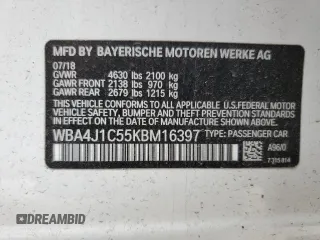 MFD BY BAYERISCHE MOTOREN WERKE AG
07/18
GVWR 4630 lbs 2100 kg
GAWR FRONT 2138 lbs 970 kg
GAWR REAR 2679 lbs 1215 kg
THIS VEHICLE CONFORMS TO ALL APPLICABLE
U.S. FEDERAL MOTOR VEHICLE SAFETY, BUMPER,
AND THEFT PREVENTION STANDARDS IN EFFECT
ON THE DATE OF MANUFACTURE SHOWN ABOVE.
WBA4J1C55KBM16397 TYPE: PASSENGER CAR
A96/0
DREAMBID